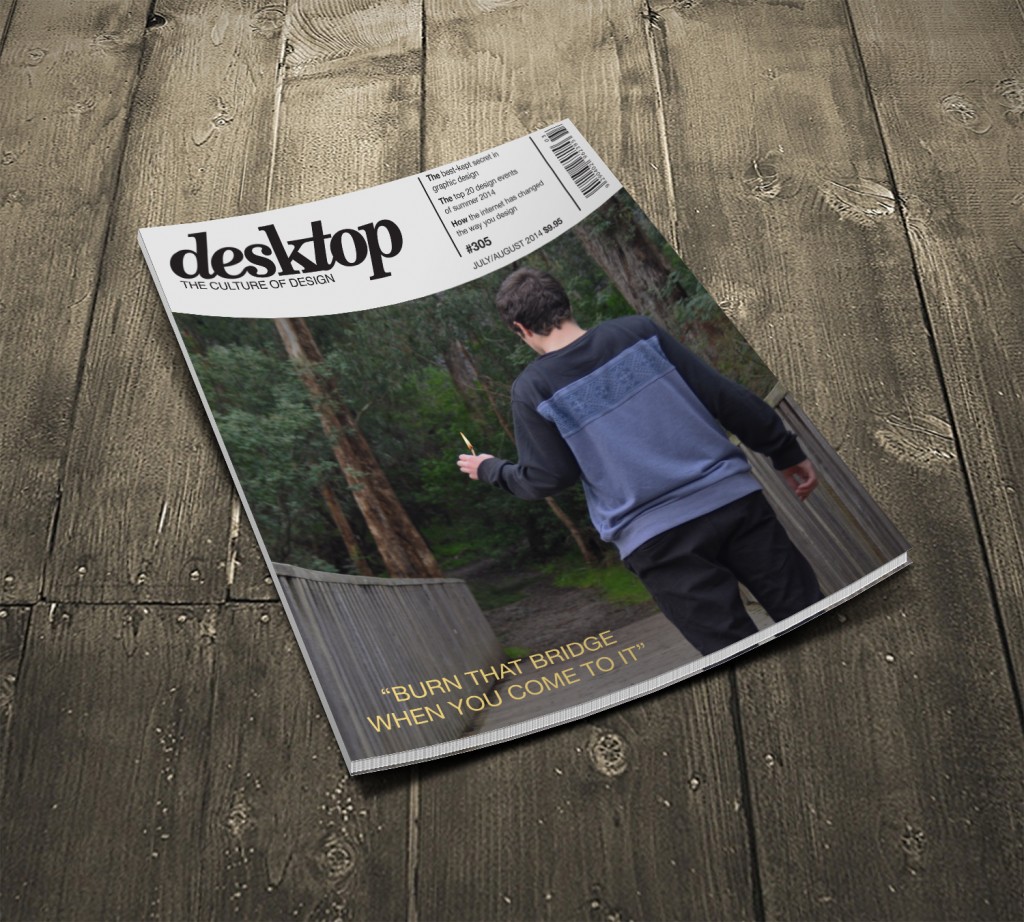 desktop
THE CULTURE OF DESIGN
The best-kept secret in
graphic design
The top 20 design events
of summer 2014
How the internet has changed
the way you design
#305
JULY/AUGUST 2014 $9.95
“BURN THAT BRIDGE
WHEN YOU COME TO IT”